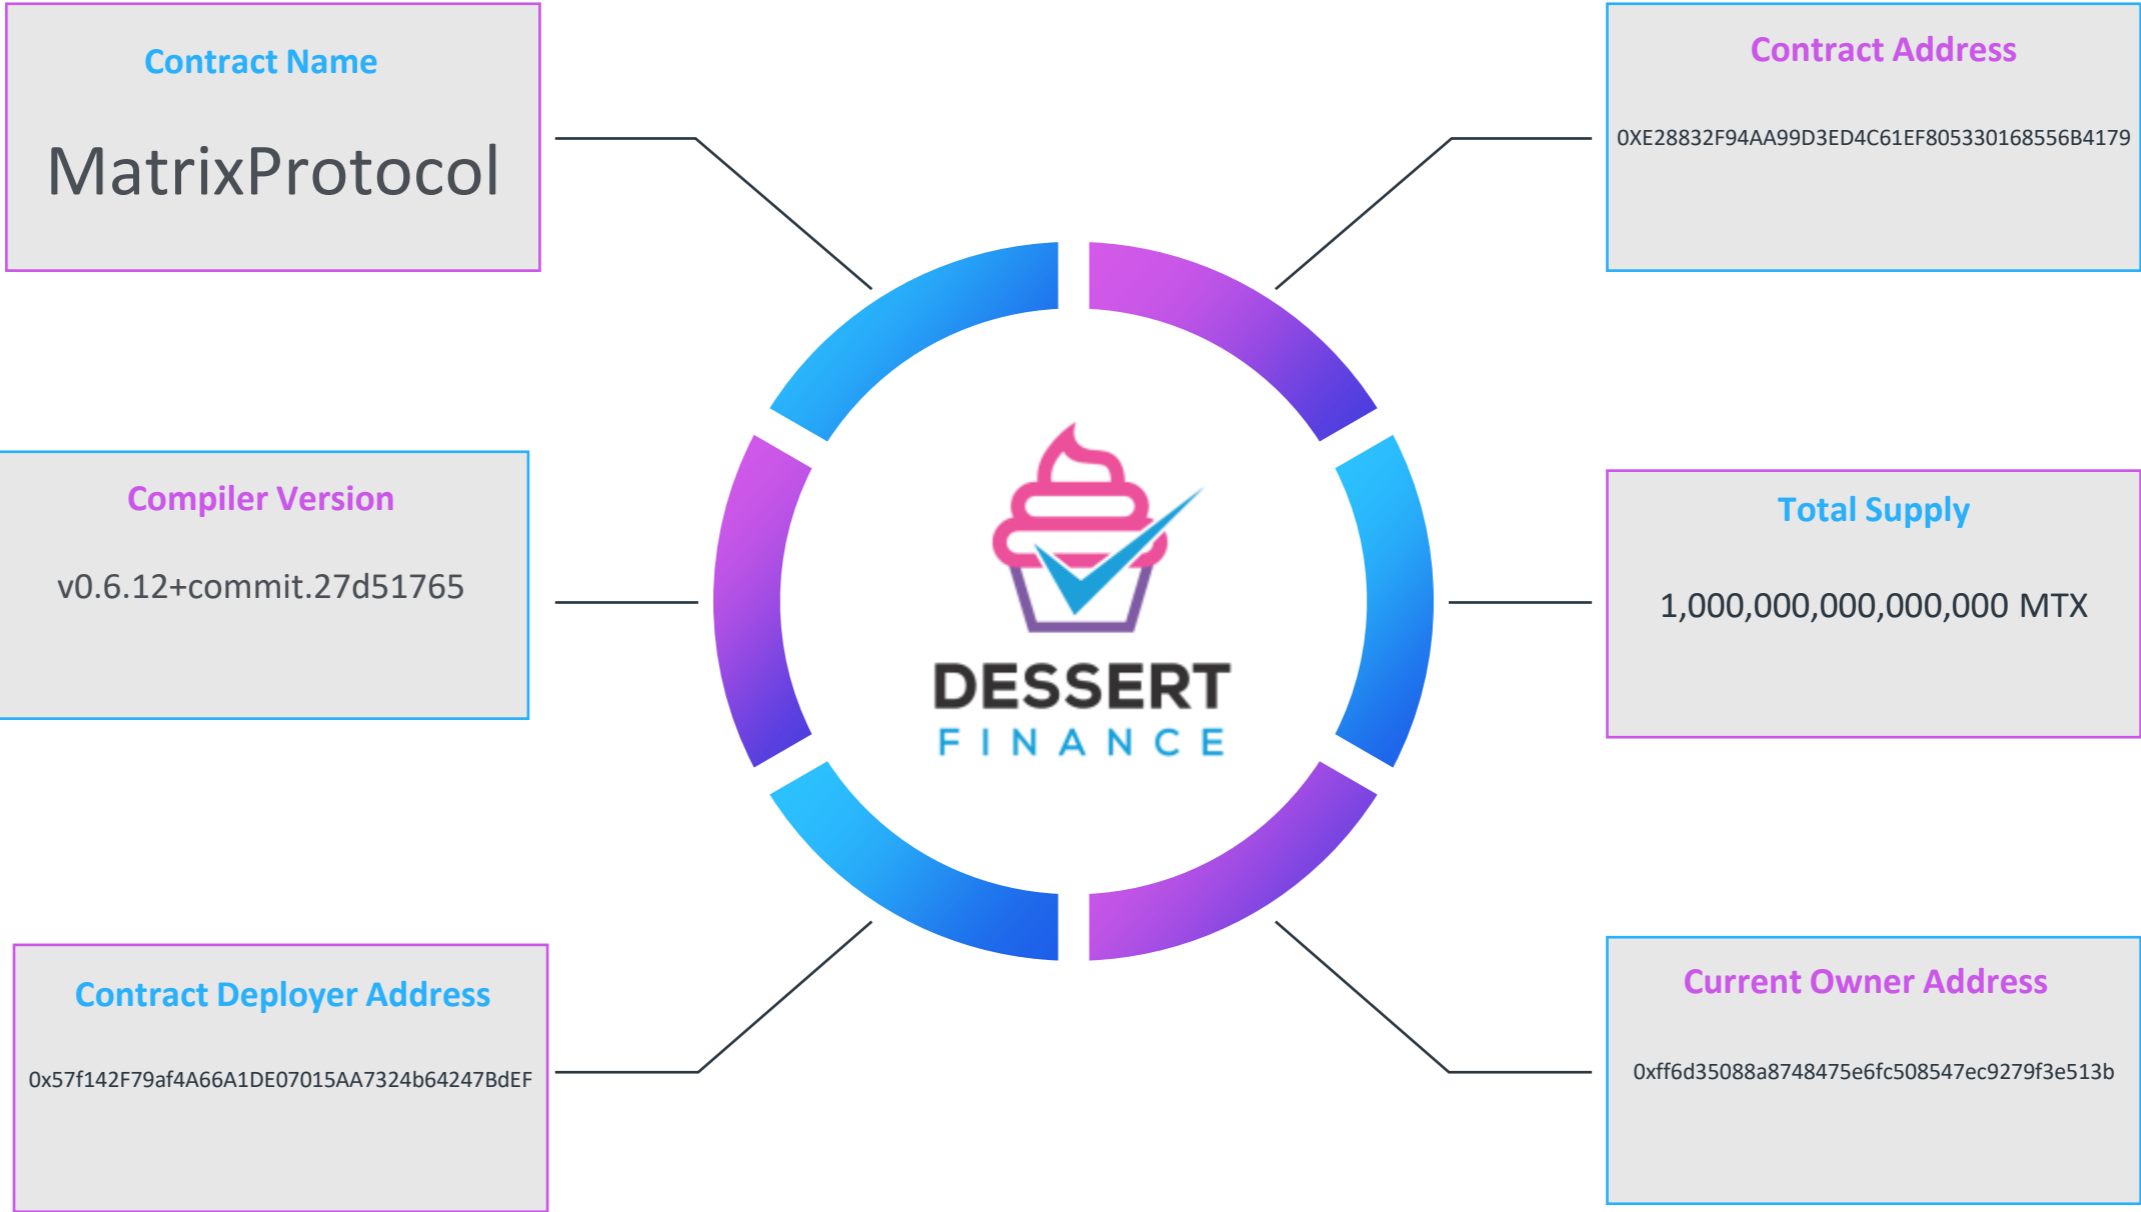 Contract Name
MatrixProtocol
Contract Address
0XE28832F94AA99D3ED4C61EF805330168556B4179
Compiler Version
v0.6.12+commit.27d51765
DESSERT
FINANCE
Total Supply
1,000,000,000,000,000 MTX
Contract Deployer Address
0x57f142F79af4A66A1DE07015AA7324b64247BdEF
Current Owner Address
0xff6d35088a8748475e6fc508547ec9279f3e513b